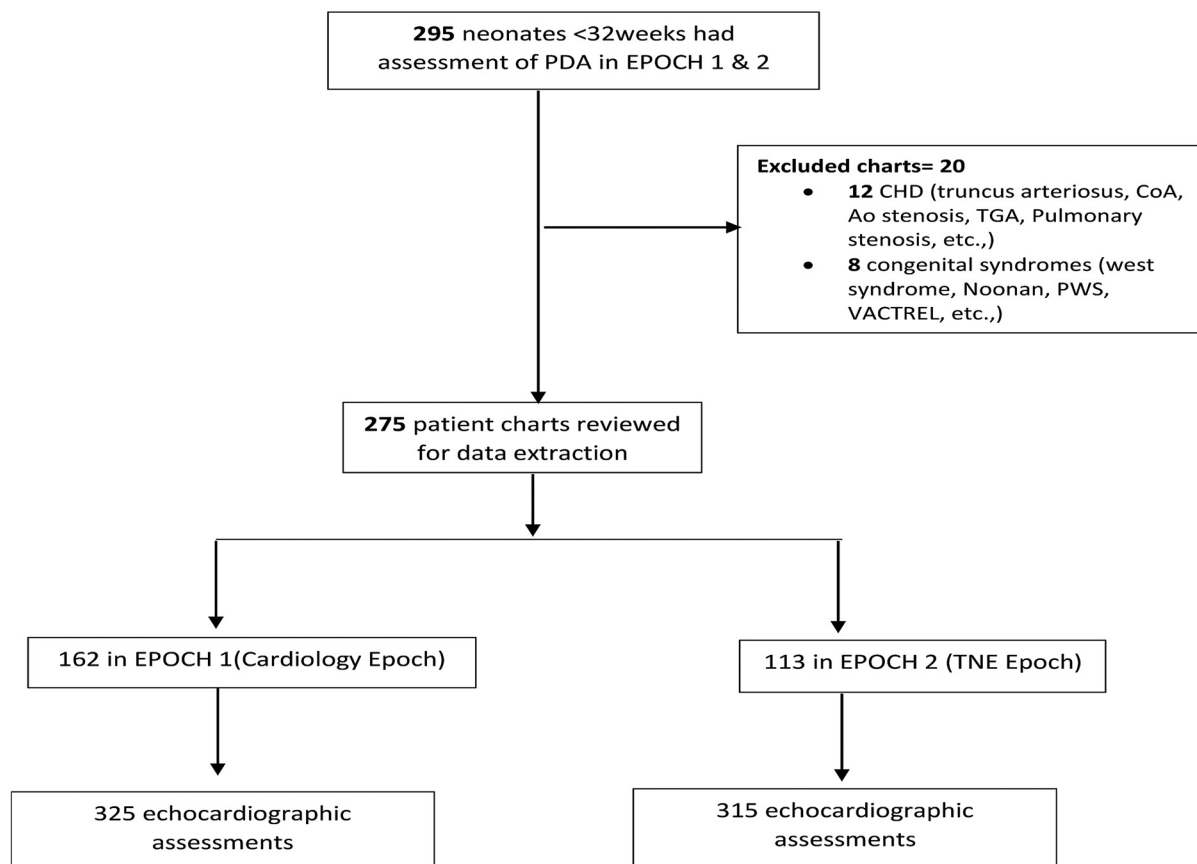 295 neonates <32weeks had
assessment of PDA in EPOCH 1 & 2
Excluded charts= 20
• 12 CHD (truncus arteriosus, CoA,
Ao stenosis, TGA, Pulmonary
stenosis, etc.,)
• 8 congenital syndromes (west
syndrome, Noonan, PWS,
VACTREL, etc.,)
275 patient charts reviewed
for data extraction
162 in EPOCH 1(Cardiology Epoch)
113 in EPOCH 2 (TNE Epoch)
325 echocardiographic
assessments
315 echocardiographic
assessments